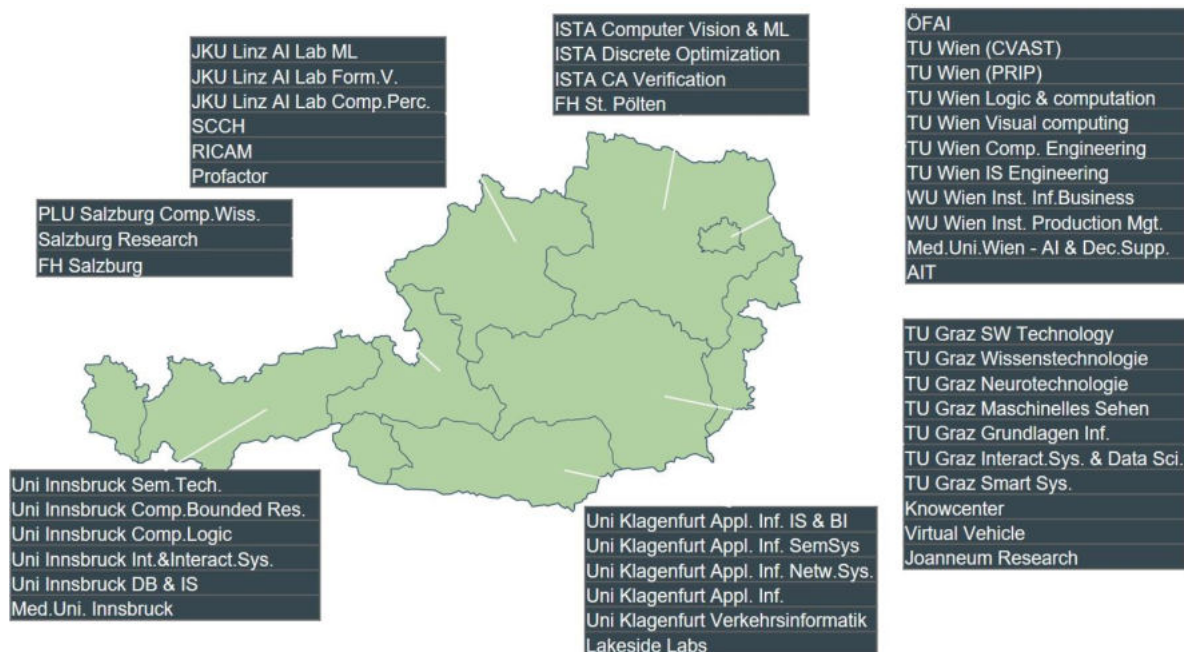 JKU Linz AI Lab ML
JKU Linz AI Lab Form.V.
JKU Linz AI Lab Comp.Perc.
SCCH
RICAM
Profactor
ISTA Computer Vision & ML
ISTA Discrete Optimization
ISTA CA Verification
FH St. Pölten
ÖFAI
TU Wien (CVAST)
TU Wien (PRIP)
TU Wien Logic & computation
TU Wien Visual computing
TU Wien Comp. Engineering
TU Wien IS Engineering
WU Wien Inst. Inf.Business
WU Wien Inst. Production Mgt.
Med.Uni.Wien - AI & Dec.Supp.
AIT
PLU Salzburg Comp.Wiss.
Salzburg Research
FH Salzburg
TU Graz SW Technology
TU Graz Wissenstechnologie
TU Graz Neurotechnologie
TU Graz Maschinelles Sehen
TU Graz Grundlagen Inf.
TU Graz Interact.Sys. & Data Sci.
TU Graz Smart Sys.
Knowcenter
Virtual Vehicle
Joanneum Research
Uni Innsbruck Sem.Tech.
Uni Innsbruck Comp.Bounded Res.
Uni Innsbruck Comp.Logic
Uni Innsbruck Int.&Interact.Sys.
Uni Innsbruck DB & IS
Med.Uni. Innsbruck
Uni Klagenfurt Appl. Inf. IS & BI
Uni Klagenfurt Appl. Inf. SemSys
Uni Klagenfurt Appl. Inf. Netw.Sys.
Uni Klagenfurt Appl. Inf.
Uni Klagenfurt Verkehrsinformatik
Lakeside Labs